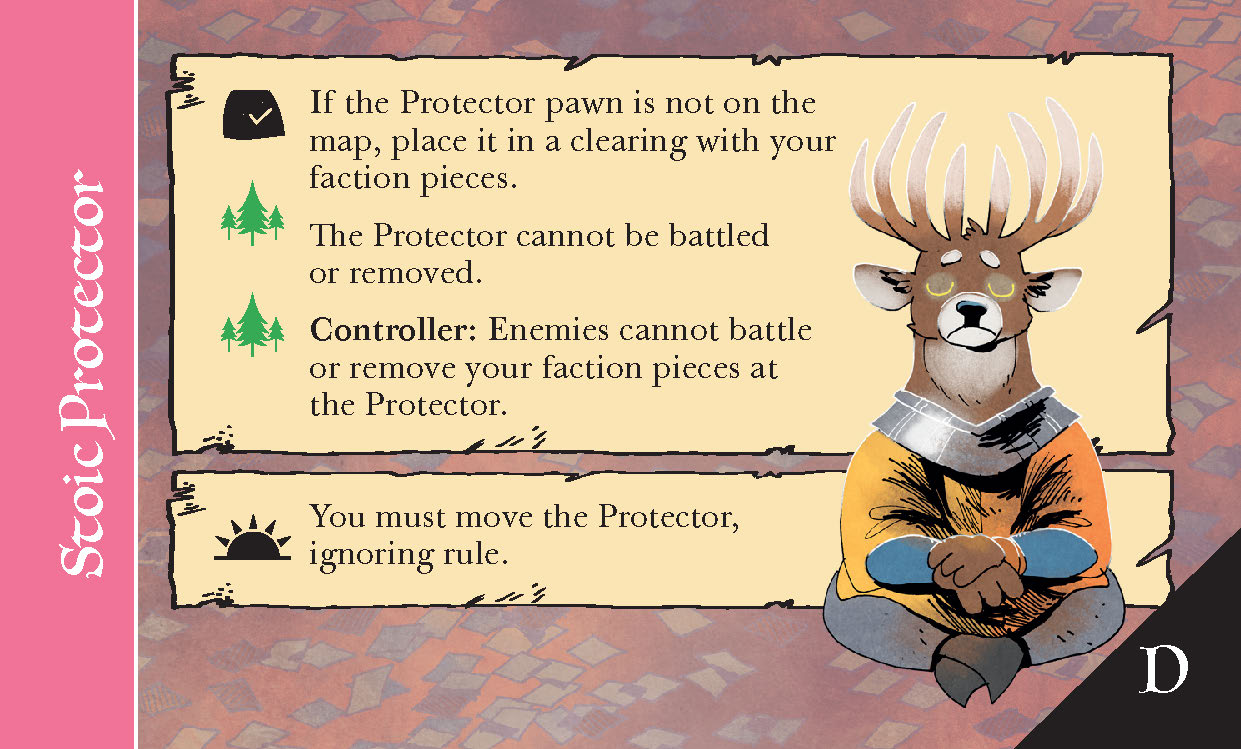 Stoic Protector
If the Protector pawn is not on the
map, place it in a clearing with your
faction pieces.
The Protector cannot be battled
or removed.
Controller: Enemies cannot battle
or remove your faction pieces at
the Protector.
You must move the Protector,
ignoring rule.
D